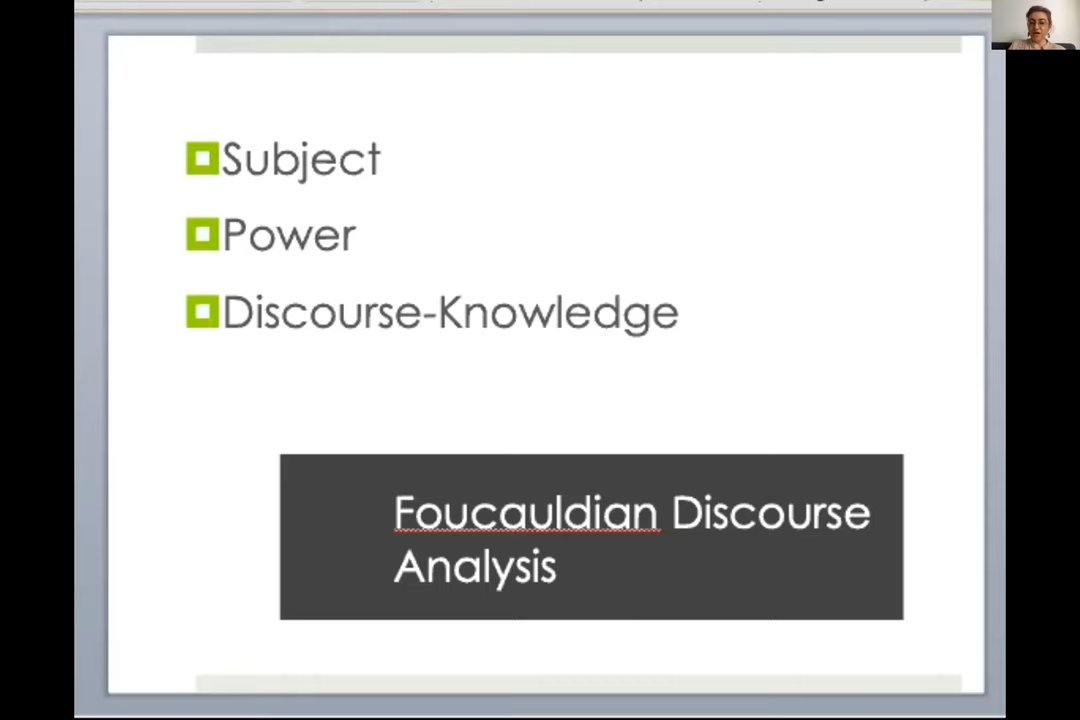 Subject
Power
Discourse-Knowledge
Foucauldian Discourse
Analysis